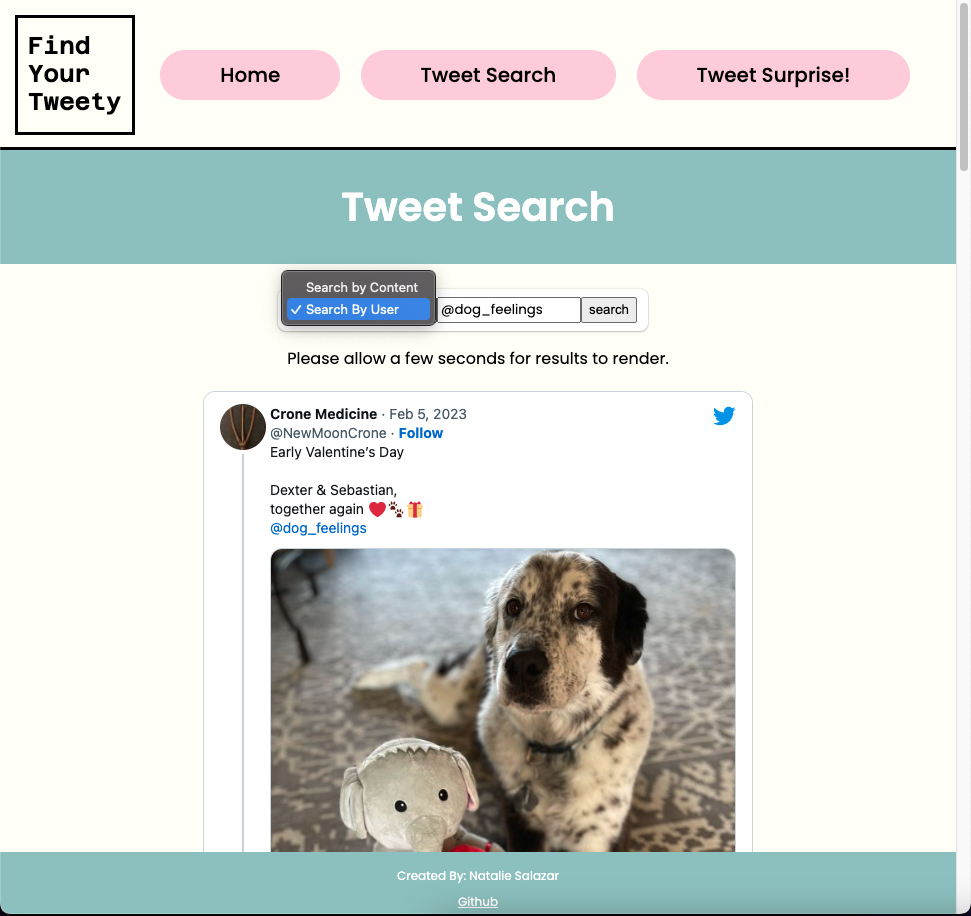 Find
Your
Tweety
Home
Tweet Search
Tweet Surprise!
Tweet Search
Search by Content
✓ Search By User
@dog_feelings
search
Please allow a few seconds for results to render.
Crone Medicine · Feb 5, 2023
@NewMoonCrone · Follow
Early Valentine’s Day
Dexter & Sebastian,
together again ❤️🐾🎁
@dog_feelings
Created By: Natalie Salazar
Github